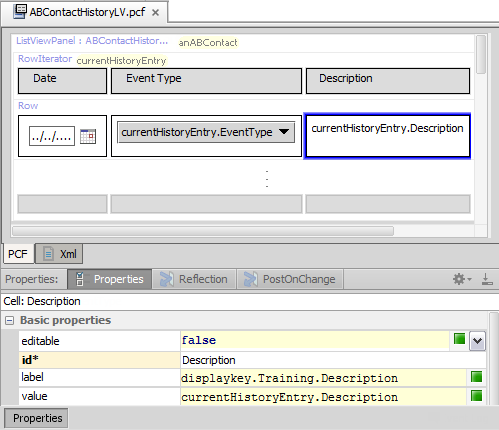 ABContactHistoryLV.pcf ×
ListViewPanel : ABContactHistor... anABContact
RowIterator currentHistoryEntry
Date Event Type Description
Row
../../.... currentHistoryEntry.EventType currentHistoryEntry.Description
PCF Xml
Properties: Properties Reflection PostOnChange
Cell: Description
Basic properties
editable false
id* Description
label displaykey.Training.Description
value currentHistoryEntry.Description
Properties